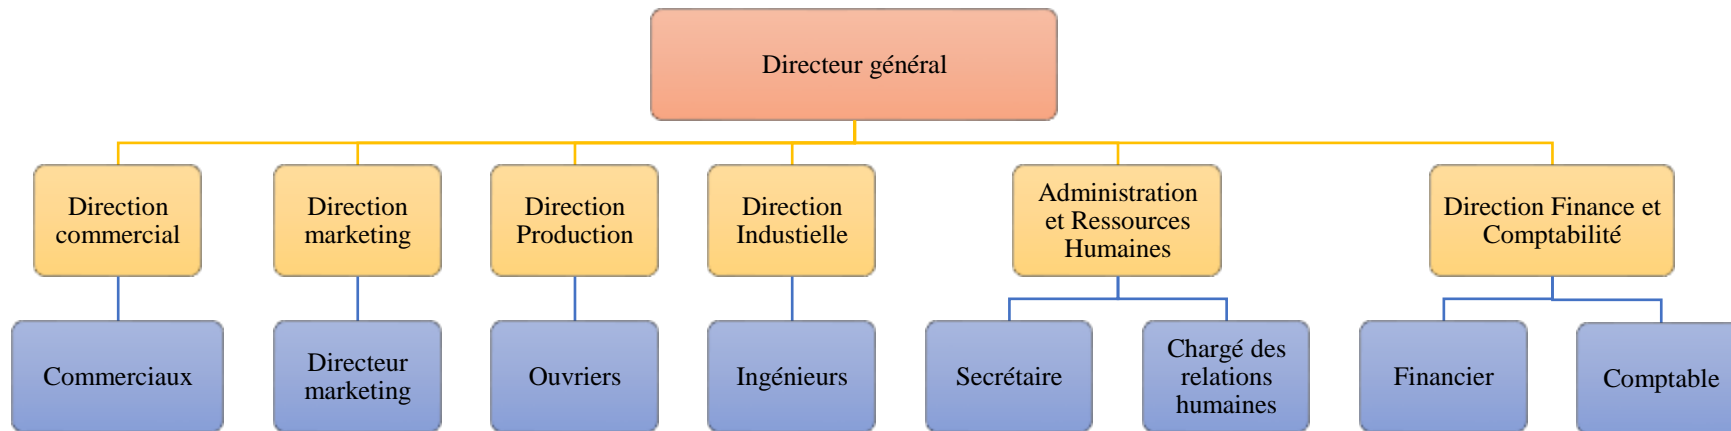 Directeur général
Direction
commercial
Direction
marketing
Direction
Production
Direction
Industielle
Administration
et Ressources
Humaines
Direction Finance et
Comptabilité
Commerciaux
Directeur
marketing
Ouvriers
Ingénieurs
Secrétaire
Chargé des
relations
humaines
Financier
Comptable